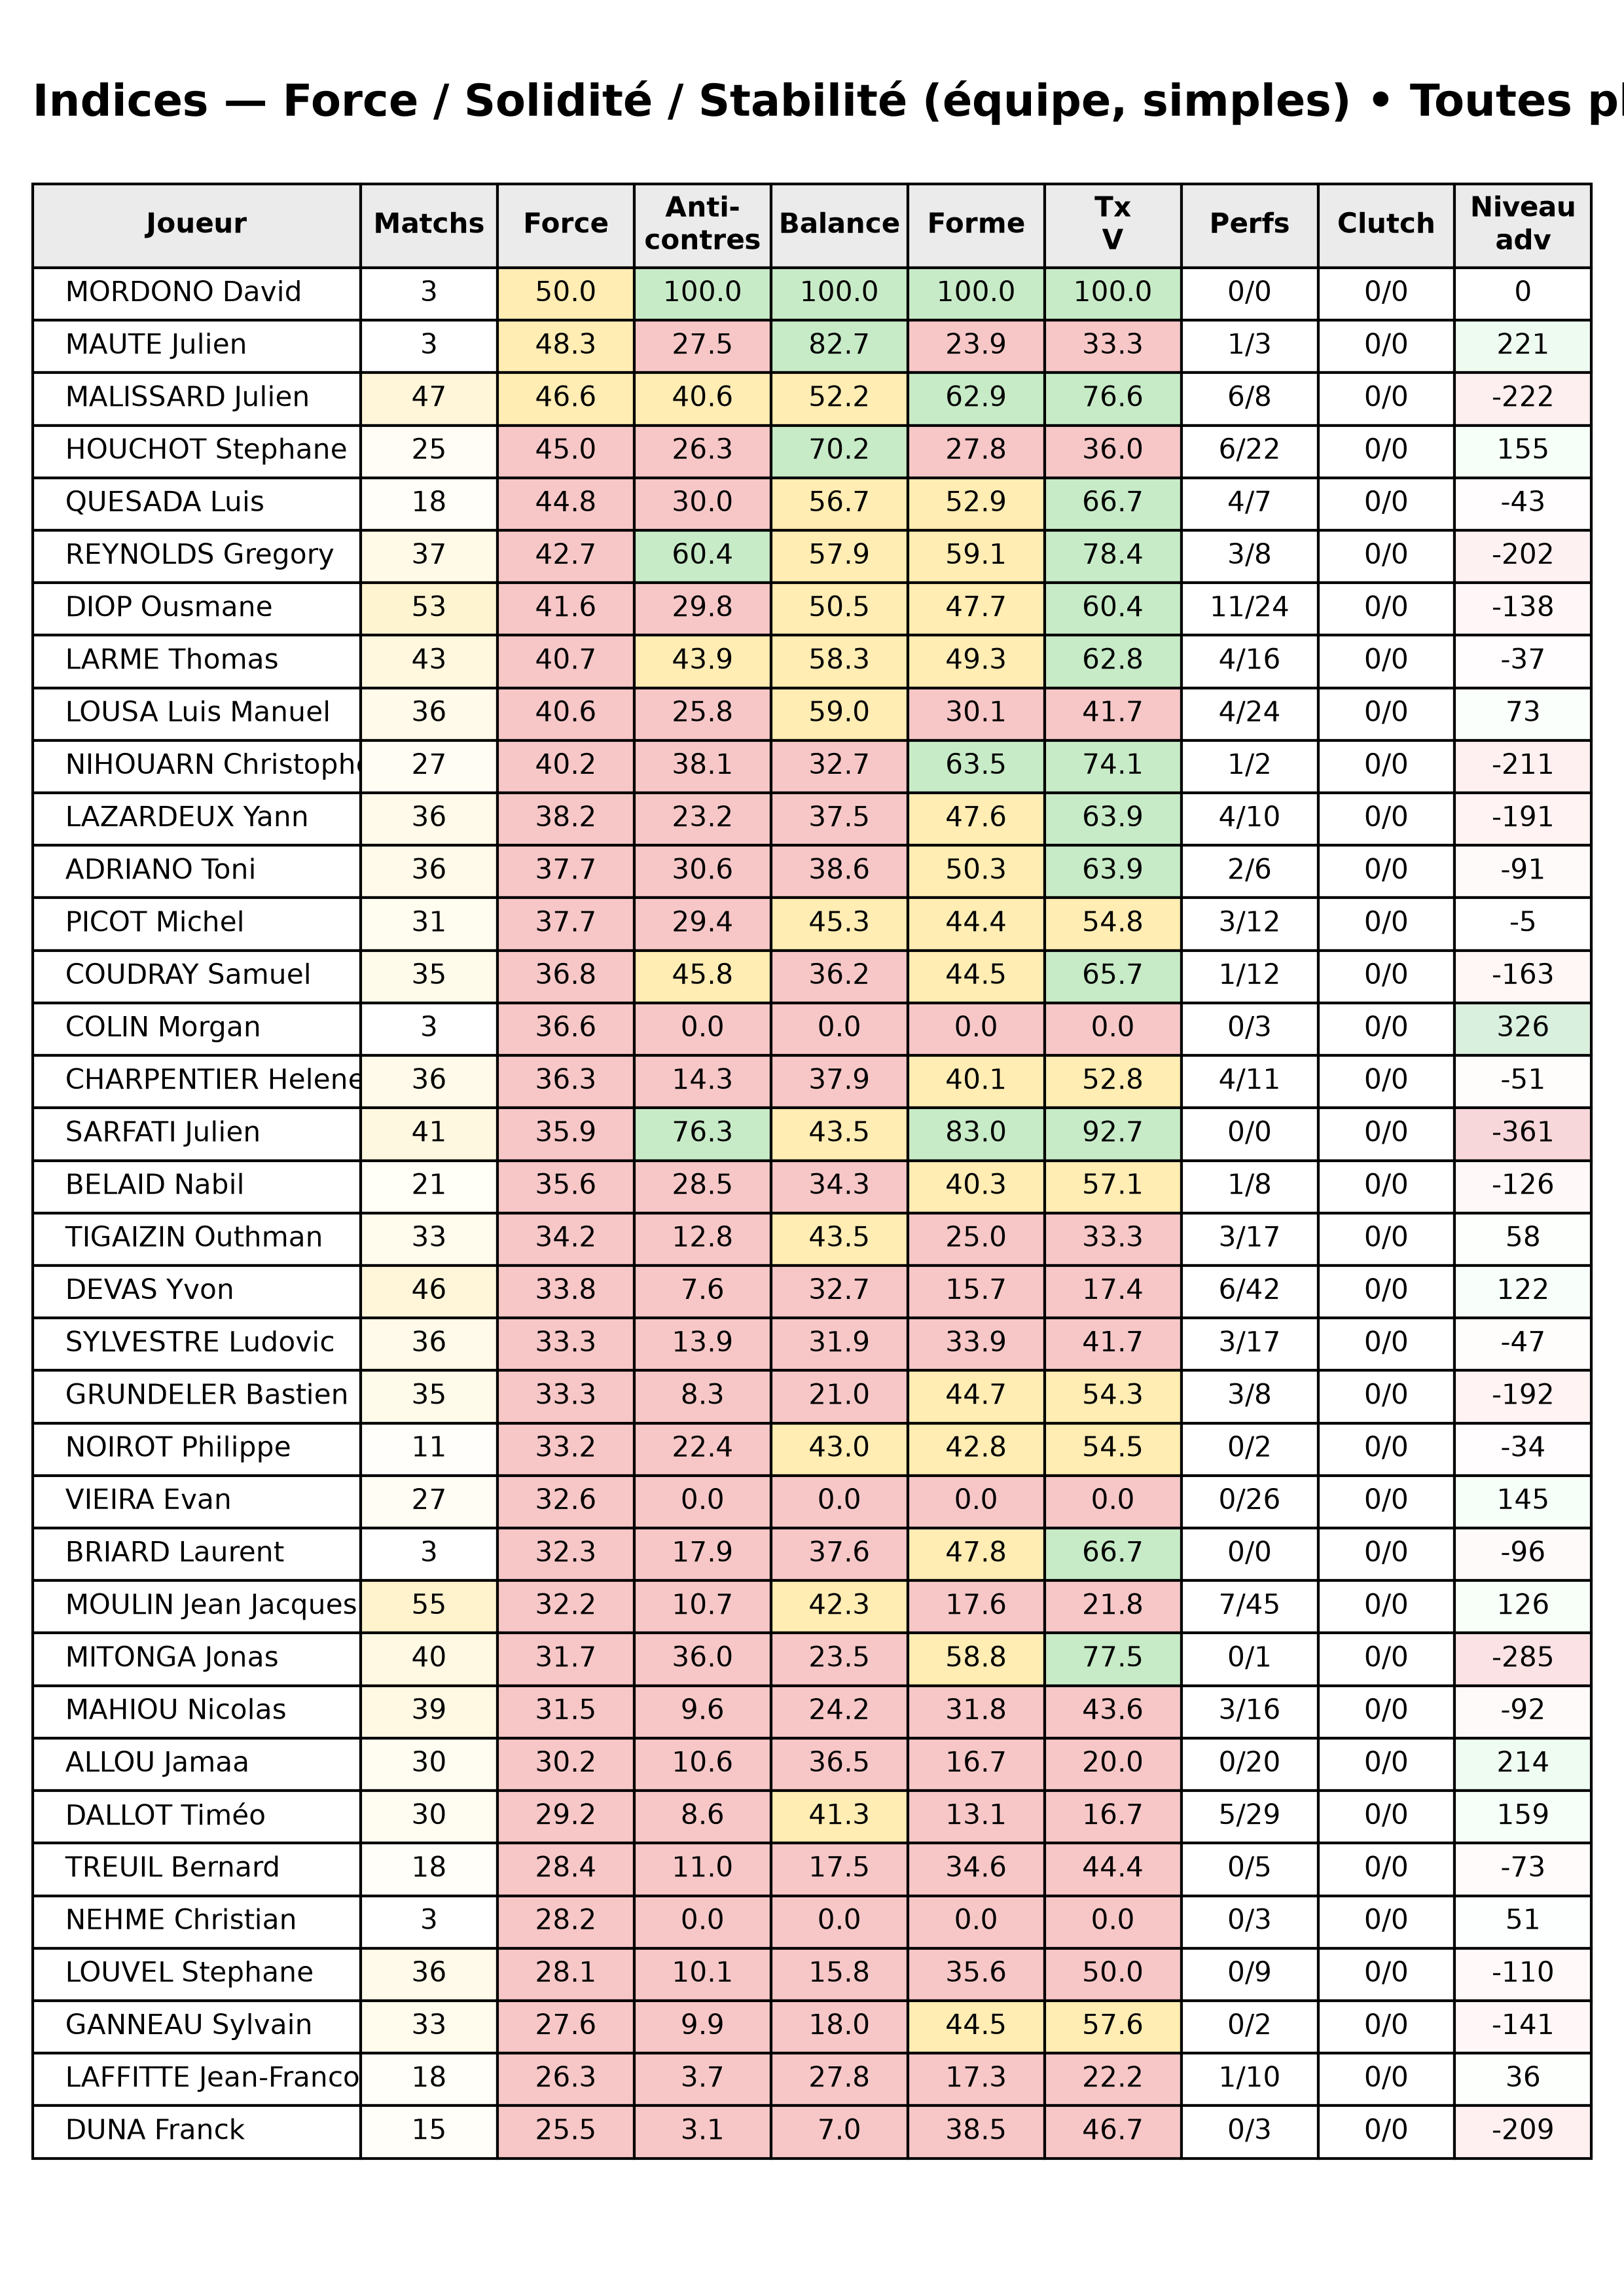 Indices — Force / Solidité / Stabilité (équipe, simples) • Toutes
Joueur Matchs Force Anti-contres Balance Forme Tx V Perfs Clutch Niveau adv
MORDONO David 3 50.0 100.0 100.0 100.0 100.0 0/0 0/0 0
MAUTE Julien 3 48.3 27.5 82.7 23.9 33.3 1/3 0/0 221
MALISSARD Julien 47 46.6 40.6 52.2 62.9 76.6 6/8 0/0 -222
HOUCHOT Stephane 25 45.0 26.3 70.2 27.8 36.0 6/22 0/0 155
QUESADA Luis 18 44.8 30.0 56.7 52.9 66.7 4/7 0/0 -43
REYNOLDS Gregory 37 42.7 60.4 57.9 59.1 78.4 3/8 0/0 -202
DIOP Ousmane 53 41.6 29.8 50.5 47.7 60.4 11/24 0/0 -138
LARME Thomas 43 40.7 43.9 58.3 49.3 62.8 4/16 0/0 -37
LOUSA Luis Manuel 36 40.6 25.8 59.0 30.1 41.7 4/24 0/0 73
NIHOUARN Christophe 27 40.2 38.1 32.7 63.5 74.1 1/2 0/0 -211
LAZARDEUX Yann 36 38.2 23.2 37.5 47.6 63.9 4/10 0/0 -191
ADRIANO Toni 36 37.7 30.6 38.6 50.3 63.9 2/6 0/0 -91
PICOT Michel 31 37.7 29.4 45.3 44.4 54.8 3/12 0/0 -5
COUDRAY Samuel 35 36.8 45.8 36.2 44.5 65.7 1/12 0/0 -163
COLIN Morgan 3 36.6 0.0 0.0 0.0 0.0 0/3 0/0 326
CHARPENTIER Helene 36 36.3 14.3 37.9 40.1 52.8 4/11 0/0 -51
SARFATI Julien 41 35.9 76.3 43.5 83.0 92.7 0/0 0/0 -361
BELAID Nabil 21 35.6 28.5 34.3 40.3 57.1 1/8 0/0 -126
TIGAIZIN Outhman 33 34.2 12.8 43.5 25.0 33.3 3/17 0/0 58
DEVAS Yvon 46 33.8 7.6 32.7 15.7 17.4 6/42 0/0 122
SYLVESTRE Ludovic 36 33.3 13.9 31.9 33.9 41.7 3/17 0/0 -47
GRUNDELER Bastien 35 33.3 8.3 21.0 44.7 54.3 3/8 0/0 -192
NOIROT Philippe 11 33.2 22.4 43.0 42.8 54.5 0/2 0/0 -34
VIEIRA Evan 27 32.6 0.0 0.0 0.0 0.0 0/26 0/0 145
BRIARD Laurent 3 32.3 17.9 37.6 47.8 66.7 0/0 0/0 -96
MOULIN Jean Jacques 55 32.2 10.7 42.3 17.6 21.8 7/45 0/0 126
MITONGA Jonas 40 31.7 36.0 23.5 58.8 77.5 0/1 0/0 -285
MAHIOU Nicolas 39 31.5 9.6 24.2 31.8 43.6 3/16 0/0 -92
ALLOU Jamaa 30 30.2 10.6 36.5 16.7 20.0 0/20 0/0 214
DALLOT Timéo 30 29.2 8.6 41.3 13.1 16.7 5/29 0/0 159
TREUIL Bernard 18 28.4 11.0 17.5 34.6 44.4 0/5 0/0 -73
NEHME Christian 3 28.2 0.0 0.0 0.0 0.0 0/3 0/0 51
LOUVEL Stephane 36 28.1 10.1 15.8 35.6 50.0 0/9 0/0 -110
GANNEAU Sylvain 33 27.6 9.9 18.0 44.5 57.6 0/2 0/0 -141
LAFFITTE Jean-Franco 18 26.3 3.7 27.8 17.3 22.2 1/10 0/0 36
DUNA Franck 15 25.5 3.1 7.0 38.5 46.7 0/3 0/0 -209